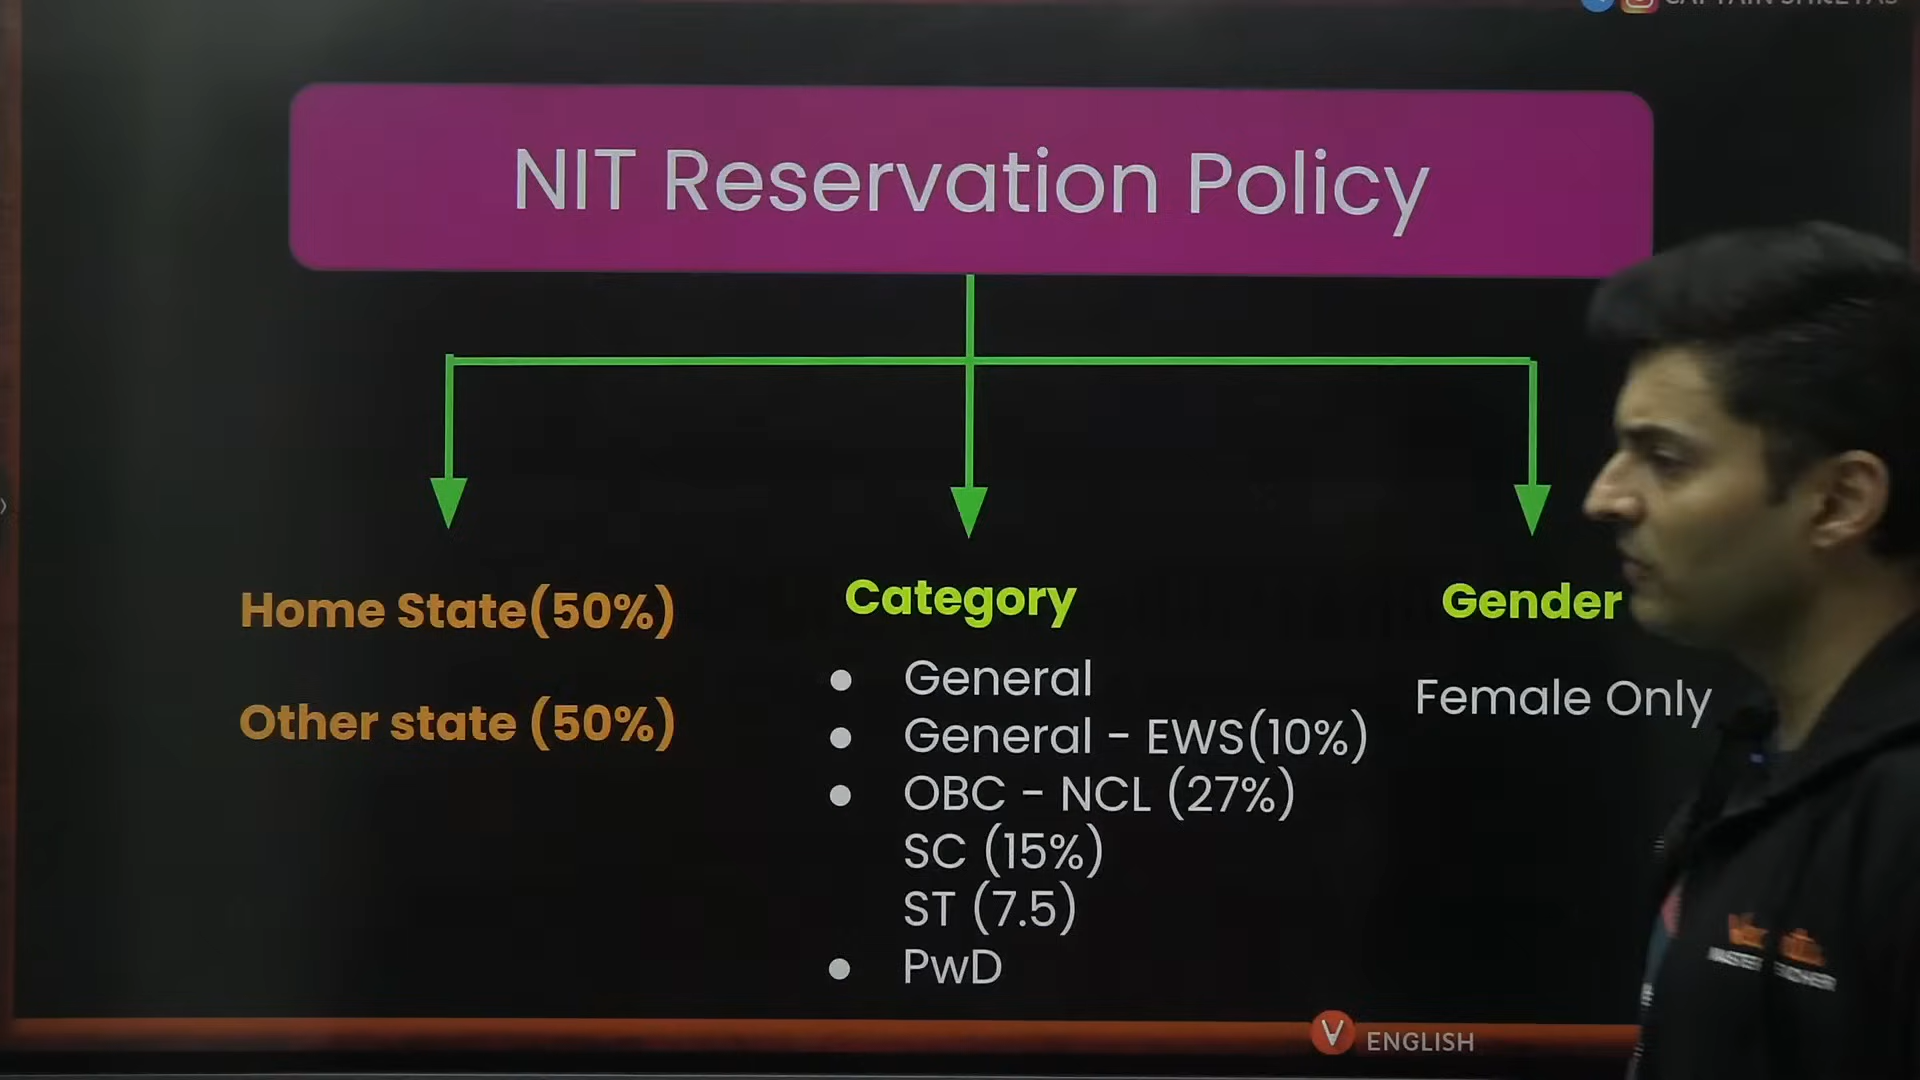 NIT Reservation Policy
Home State(50%)
Other state (50%)
Category
General
General - EWS(10%)
OBC - NCL (27%)
SC (15%)
ST (7.5)
PwD
Gender
Female Only
V ENGLISH